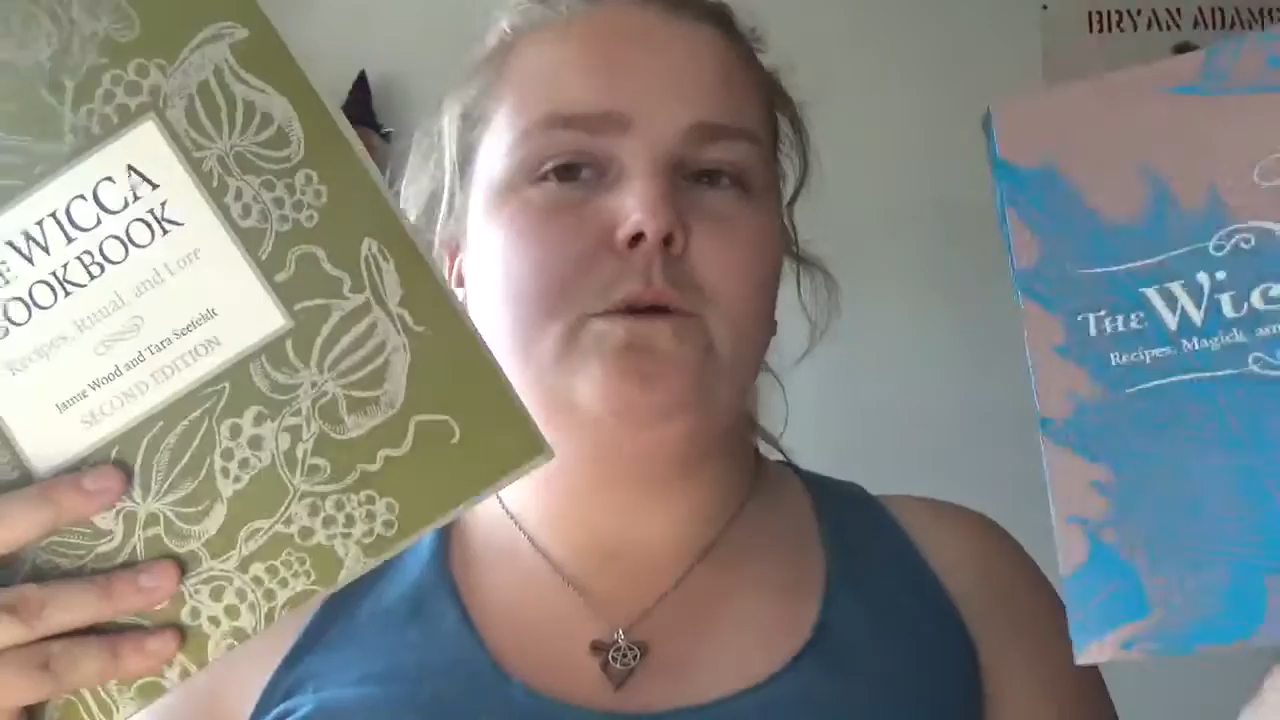 E WICCA
COOKBOOK
Recipes, Ritual, and Lore
Jamie Wood and Tara Seefeldt
SECOND EDITION
BRYAN ADAMS
THE WIC
Recipes, Magick, an